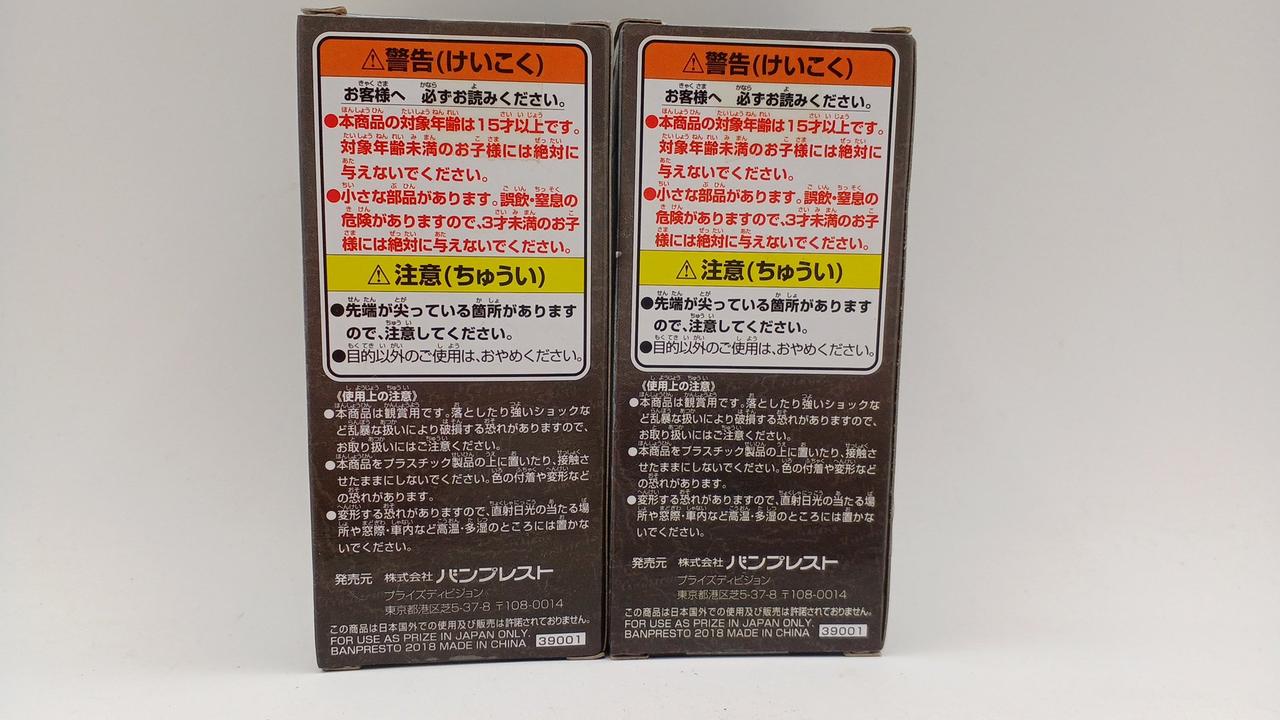 警告(けいこく)
お客様へ 必ずお読みください。
●本商品の対象年齢は15才以上です。
対象年齢未満のお子様には絶対に
与えないでください。
●小さな部品があります。誤飲・窒息の
危険がありますので、3才未満のお子
様には絶対に与えないでください。
注意(ちゅうい)
●先端が尖っている箇所があります
ので、注意してください。
●目的以外のご使用は、おやめください。
《使用上の注意》
●本商品は観賞用です。落としたり強いショックな
ど乱暴な扱いにより破損する恐れがありますので、
お取り扱いにはご注意ください。
●本商品をプラスチック製品の上に置いたり、接触さ
せたままにしないでください。色の付着や変形など
の恐れがあります。
●変形する恐れがありますので、直射日光の当たる場
所や窓際・車内など高温・多湿のところには置かな
いでください。
発売元 株式会社 バンプレスト
プライズディビジョン
東京都港区芝5-37-8 〒108-0014
この商品は日本国外での使用及び販売は許諾されておりません。
FOR USE AS PRIZE IN JAPAN ONLY.
BANPRESTO 2018 MADE IN CHINA 39001
警告(けいこく)
お客様へ 必ずお読みください。
●本商品の対象年齢は15才以上です。
対象年齢未満のお子様には絶対に
与えないでください。
●小さな部品があります。誤飲・窒息の
危険がありますので、3才未満のお子
様には絶対に与えないでください。
注意(ちゅうい)
●先端が尖っている箇所があります
ので、注意してください。
●目的以外のご使用は、おやめください。
《使用上の注意》
●本商品は観賞用です。落としたり強いショックな
ど乱暴な扱いにより破損する恐れがありますので、
お取り扱いにはご注意ください。
●本商品をプラスチック製品の上に置いたり、接触さ
せたままにしないでください。色の付着や変形など
の恐れがあります。
●変形する恐れがありますので、直射日光の当たる場
所や窓際・車内など高温・多湿のところには置かな
いでください。
発売元 株式会社 バンプレスト
プライズディビジョン
東京都港区芝5-37-8 〒108-0014
この商品は日本国外での使用及び販売は許諾されておりません。
FOR USE AS PRIZE IN JAPAN ONLY.
BANPRESTO 2018 MADE IN CHINA 39001